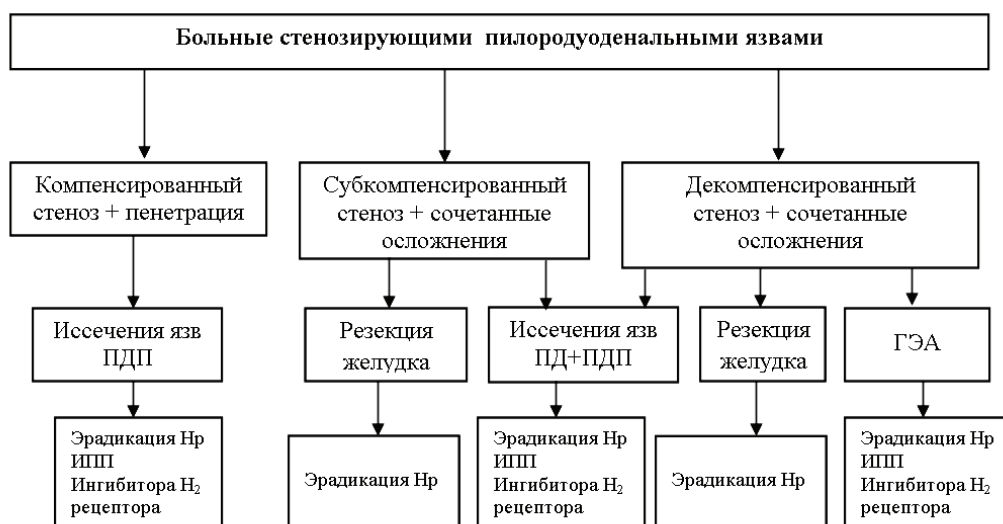 Больные стенозирующими пилородуоденальными язвами
Компенсированный
стеноз + пенетрация
Субкомпенсированный
стеноз + сочетанные
осложнения
Декомпенсированный
стеноз + сочетанные
осложнения
Иссечения язв
ПДП
Резекция
желудка
Иссечения язв
ПД+ПДП
Резекция
желудка
ГЭА
Эрадикация Нр
ИПП
Ингибитора Н₂
рецептора
Эрадикация Нр
Эрадикация Нр
ИПП
Ингибитора Н₂
рецептора
Эрадикация Нр
Эрадикация Нр
ИПП
Ингибитора Н₂
рецептора